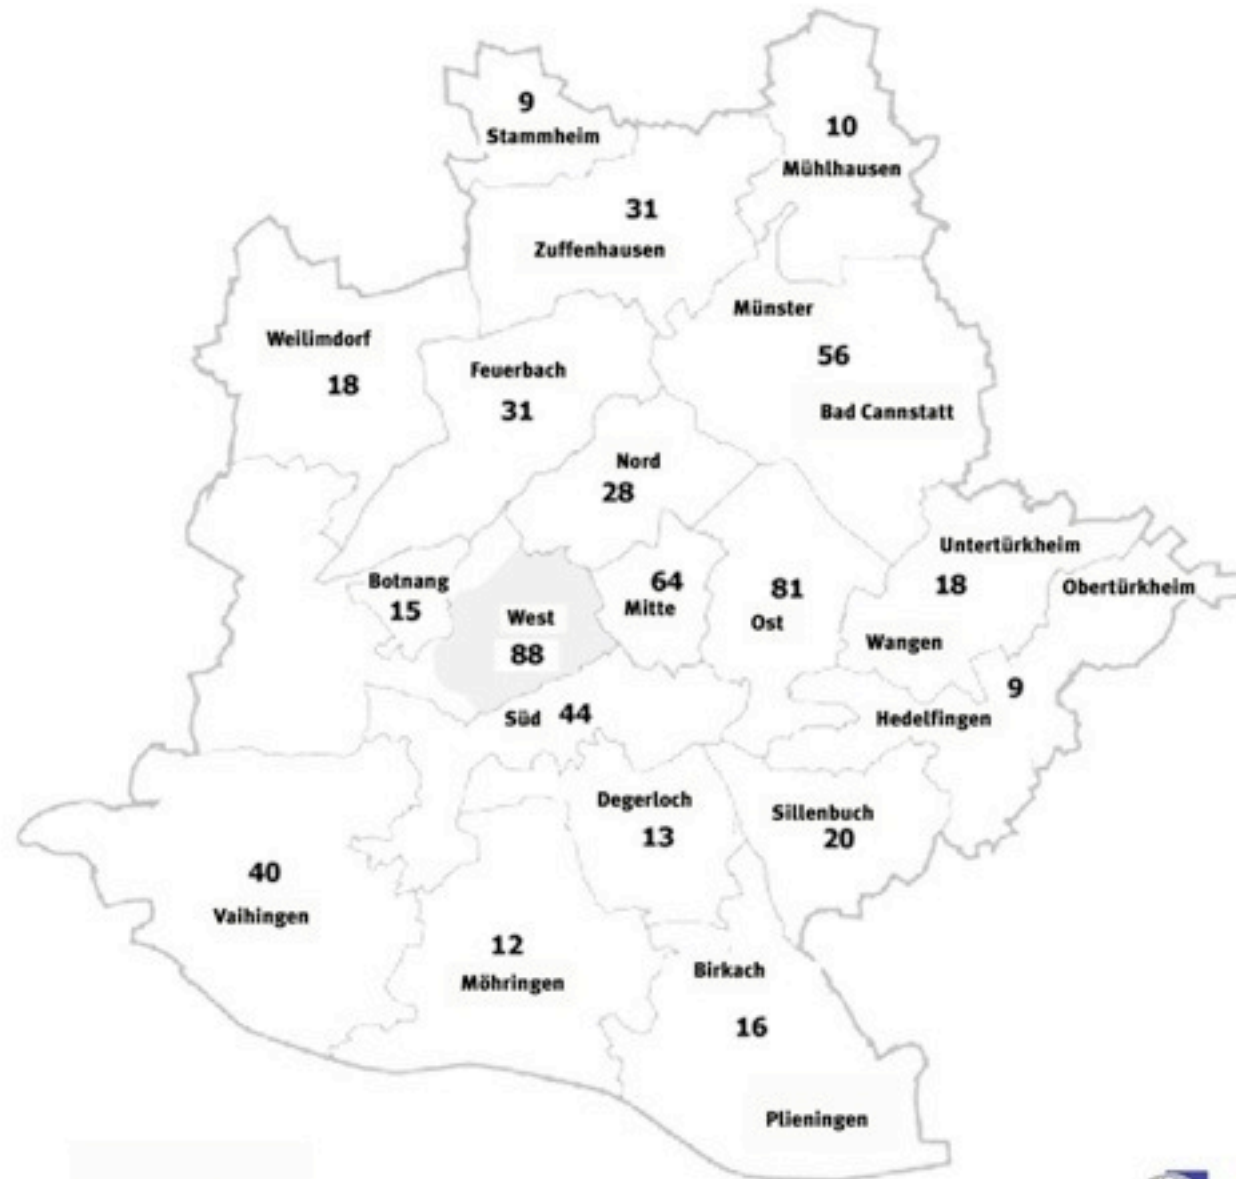 9
Stammheim
10
Mühlhausen
31
Zuffenhausen
Münster
56
Bad Cannstatt
Weilimdorf
18
Feuerbach
31
Nord
28
Untertürkheim
18
Obertürkheim
Wangen
Botnang
15
West
88
64
Mitte
81
Ost
9
Hedelfingen
Süd 44
Degerloch
13
Sillenbuch
20
40
Vaihingen
12
Möhringen
Birkach
16
Plieningen